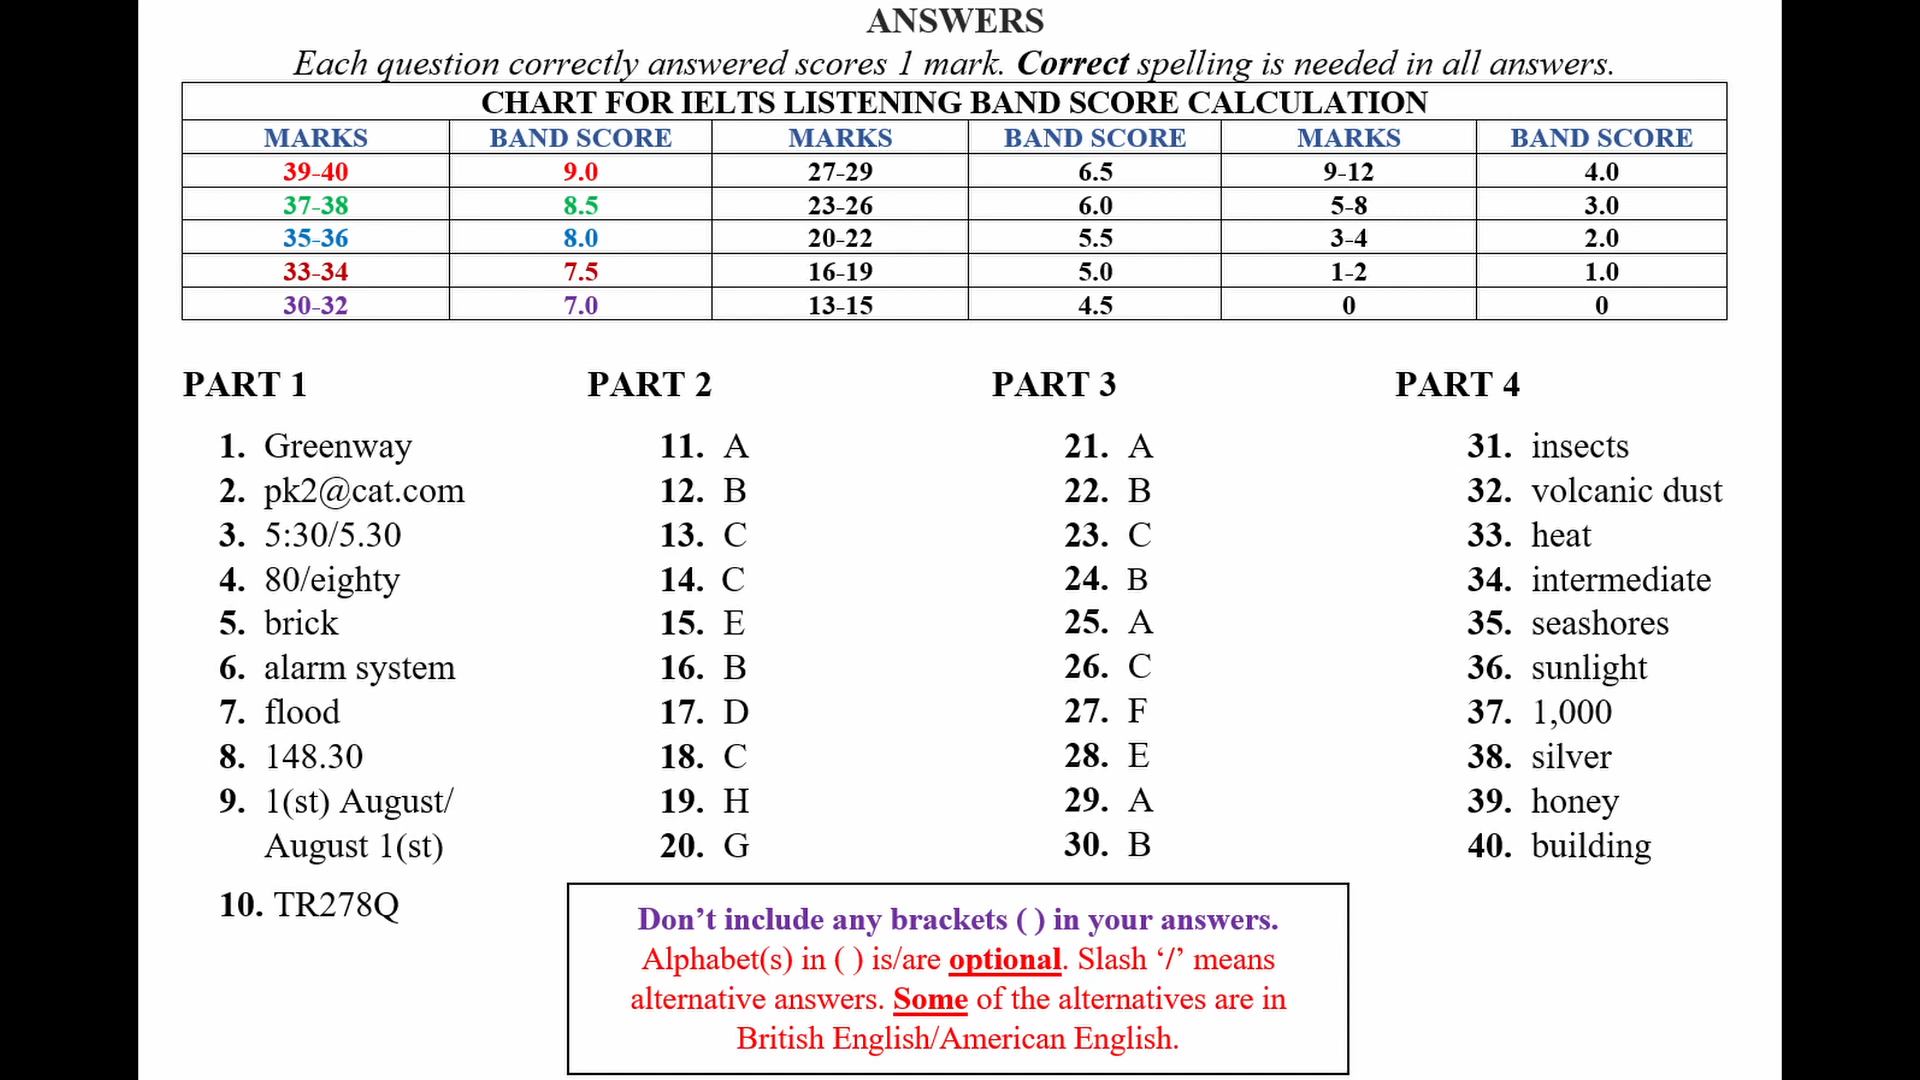 ANSWERS
Each question correctly answered scores 1 mark. Correct spelling is needed in all answers.
CHART FOR IELTS LISTENING BAND SCORE CALCULATION
MARKS BAND SCORE MARKS BAND SCORE MARKS BAND SCORE
39-40 9.0 27-29 6.5 9-12 4.0
37-38 8.5 23-26 6.0 5-8 3.0
35-36 8.0 20-22 5.5 3-4 2.0
33-34 7.5 16-19 5.0 1-2 1.0
30-32 7.0 13-15 4.5 0 0
PART 1
1. Greenway
2. pk2@cat.com
3. 5:30/5.30
4. 80/eighty
5. brick
6. alarm system
7. flood
8. 148.30
9. 1(st) August/
August 1(st)
10. TR278Q
PART 2
11. A
12. B
13. C
14. C
15. E
16. B
17. D
18. C
19. H
20. G
PART 3
21. A
22. B
23. C
24. B
25. A
26. C
27. F
28. E
29. A
30. B
PART 4
31. insects
32. volcanic dust
33. heat
34. intermediate
35. seashores
36. sunlight
37. 1,000
38. silver
39. honey
40. building
Don’t include any brackets ( ) in your answers.
Alphabet(s) in ( ) is/are optional. Slash ‘/’ means
alternative answers. Some of the alternatives are in
British English/American English.